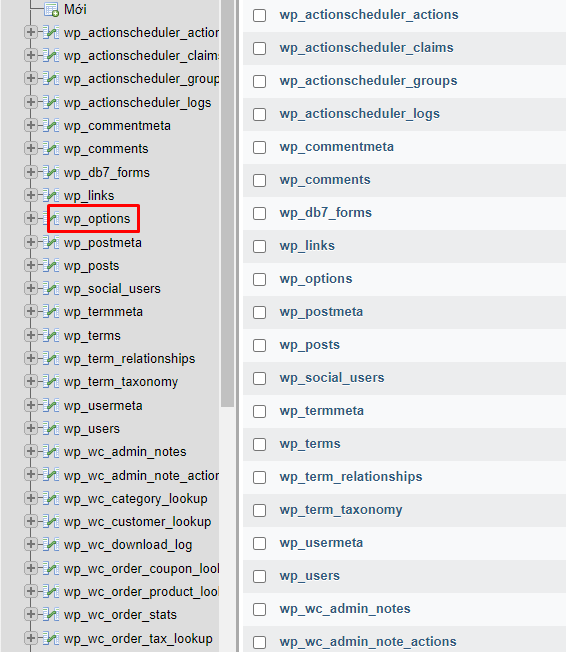 Mới
wp_actionscheduler_action
wp_actionscheduler_claims
wp_actionscheduler_group
wp_actionscheduler_logs
wp_commentmeta
wp_comments
wp_db7_forms
wp_links
wp_options
wp_postmeta
wp_posts
wp_social_users
wp_termmeta
wp_terms
wp_term_relationships
wp_term_taxonomy
wp_usermeta
wp_users
wp_wc_admin_notes
wp_wc_admin_note_action
wp_wc_category_lookup
wp_wc_customer_lookup
wp_wc_download_log
wp_wc_order_coupon_loo
wp_wc_order_product_loo
wp_wc_order_stats
wp_wc_order_tax_lookup
wp_actionscheduler_actions
wp_actionscheduler_claims
wp_actionscheduler_groups
wp_actionscheduler_logs
wp_commentmeta
wp_comments
wp_db7_forms
wp_links
wp_options
wp_postmeta
wp_posts
wp_social_users
wp_termmeta
wp_terms
wp_term_relationships
wp_term_taxonomy
wp_usermeta
wp_users
wp_wc_admin_notes
wp_wc_admin_note_actions